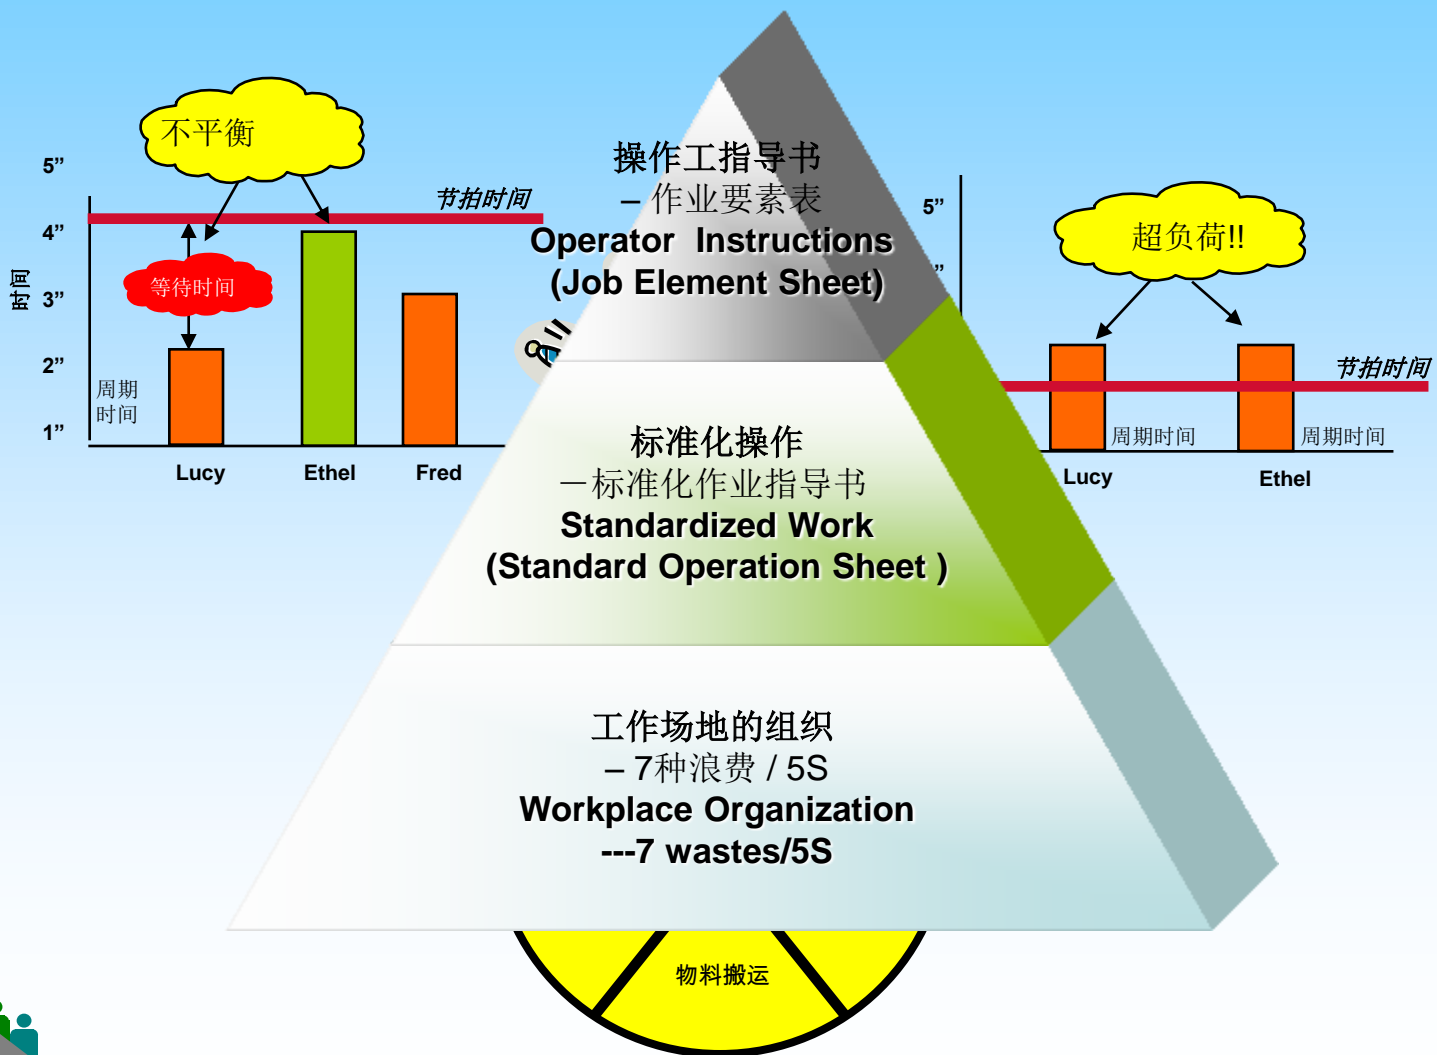 不平衡
5”
节拍时间
4”
等待时间
时间
3”
2”
周期
时间
1”
Lucy
Ethel
Fred
操作工指导书
– 作业要素表
Operator Instructions
(Job Element Sheet)
All
标准化操作
－标准化作业指导书
Standardized Work
(Standard Operation Sheet )
工作场地的组织
– 7种浪费 / 5S
Workplace Organization
---7 wastes/5S
物料搬运
5”
”
超负荷!!
节拍时间
周期时间
周期时间
Lucy
Ethel